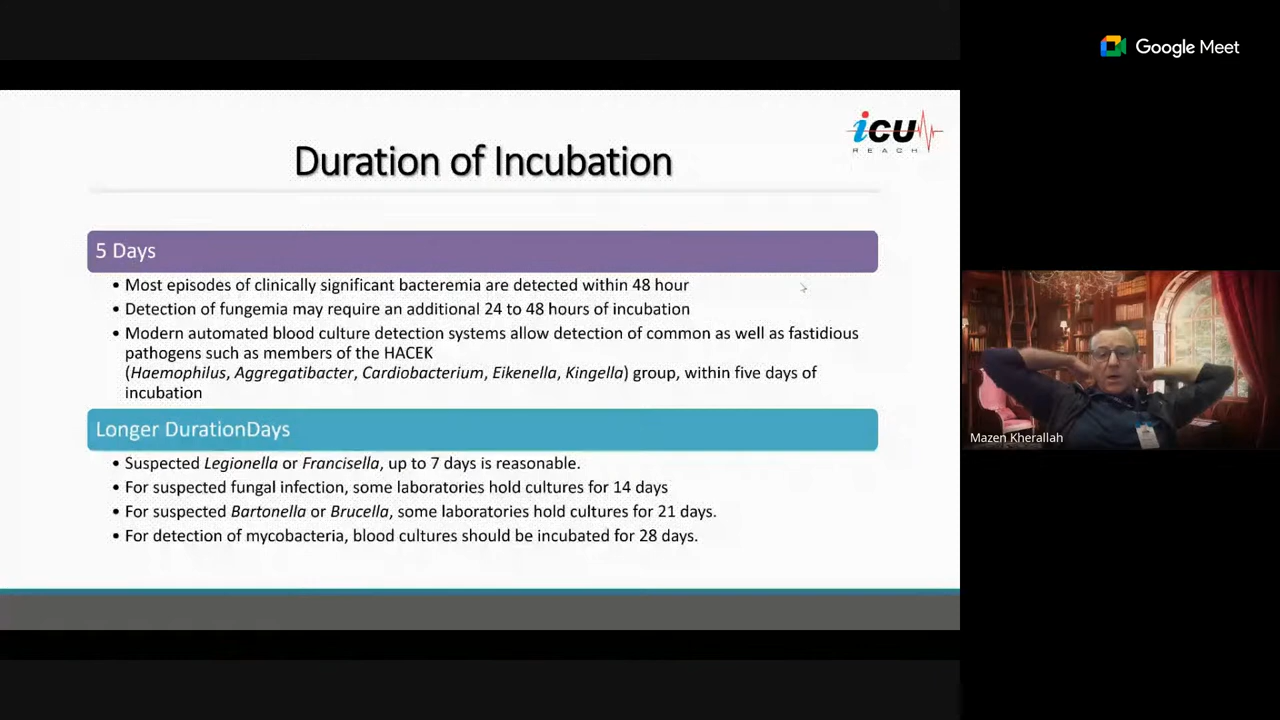 Google Meet
icu
REACH
Duration of Incubation
5 Days
• Most episodes of clinically significant bacteremia are detected within 48 hour
• Detection of fungemia may require an additional 24 to 48 hours of incubation
• Modern automated blood culture detection systems allow detection of common as well as fastidious
pathogens such as members of the HACEK
(Haemophilus, Aggregatibacter, Cardiobacterium, Eikenella, Kingella) group, within five days of
incubation
Longer DurationDays
• Suspected Legionella or Francisella, up to 7 days is reasonable.
• For suspected fungal infection, some laboratories hold cultures for 14 days
• For suspected Bartonella or Brucella, some laboratories hold cultures for 21 days.
• For detection of mycobacteria, blood cultures should be incubated for 28 days.
Mazen Kherallah